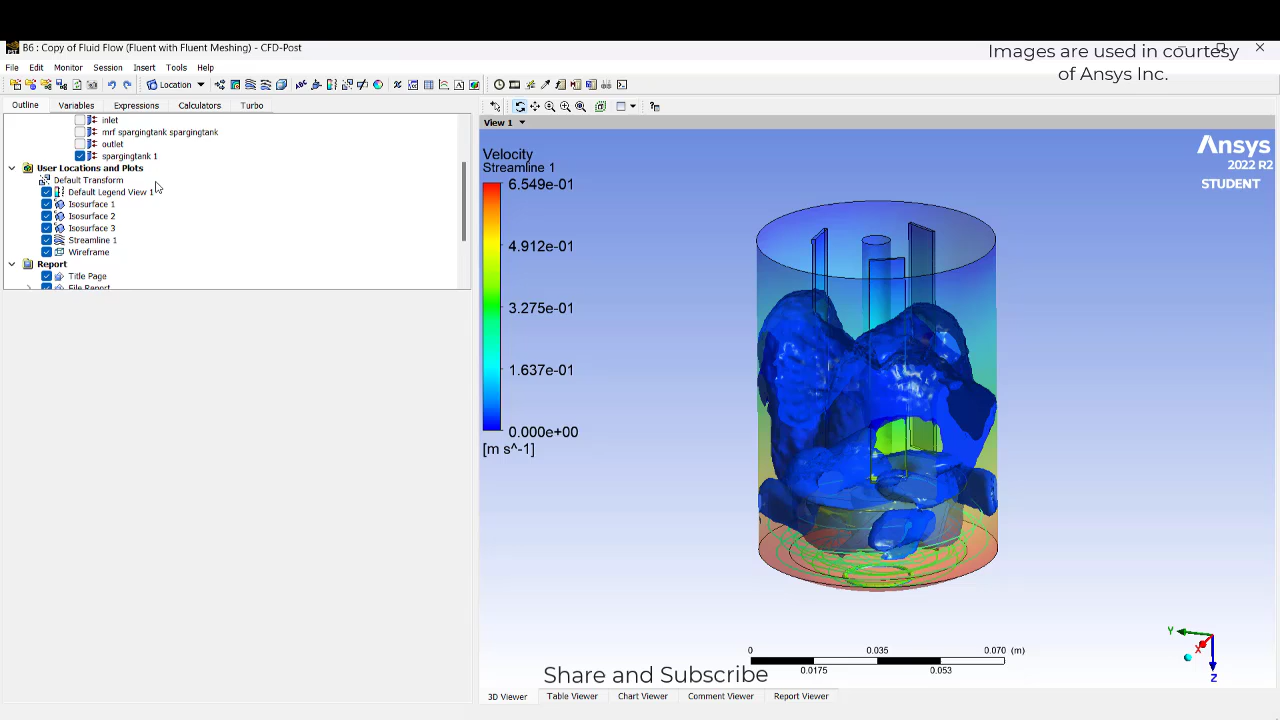 B6 : Copy of Fluid Flow (Fluent with Fluent Meshing) - CFD-Post
Images are used in courtesy
of Ansys Inc.
File Edit Monitor Session Insert Tools Help
Location
Outline Variables Expressions Calculators Turbo
inlet
mrf spargingtank spargingtank
outlet
spargingtank 1
User Locations and Plots
Default Transform
Default Legend View 1
Isosurface 1
Isosurface 2
Isosurface 3
Streamline 1
Wireframe
Report
Title Page
File Report
View 1
Velocity
Streamline 1
6.549e-01
4.912e-01
3.275e-01
1.637e-01
0.000e+00
[m s^-1]
Ansys
2022 R2
STUDENT
0 0.035 0.070 (m)
0.0175 0.053
Y
X
Z
Share and Subscribe
3D Viewer Table Viewer Chart Viewer Comment Viewer Report Viewer